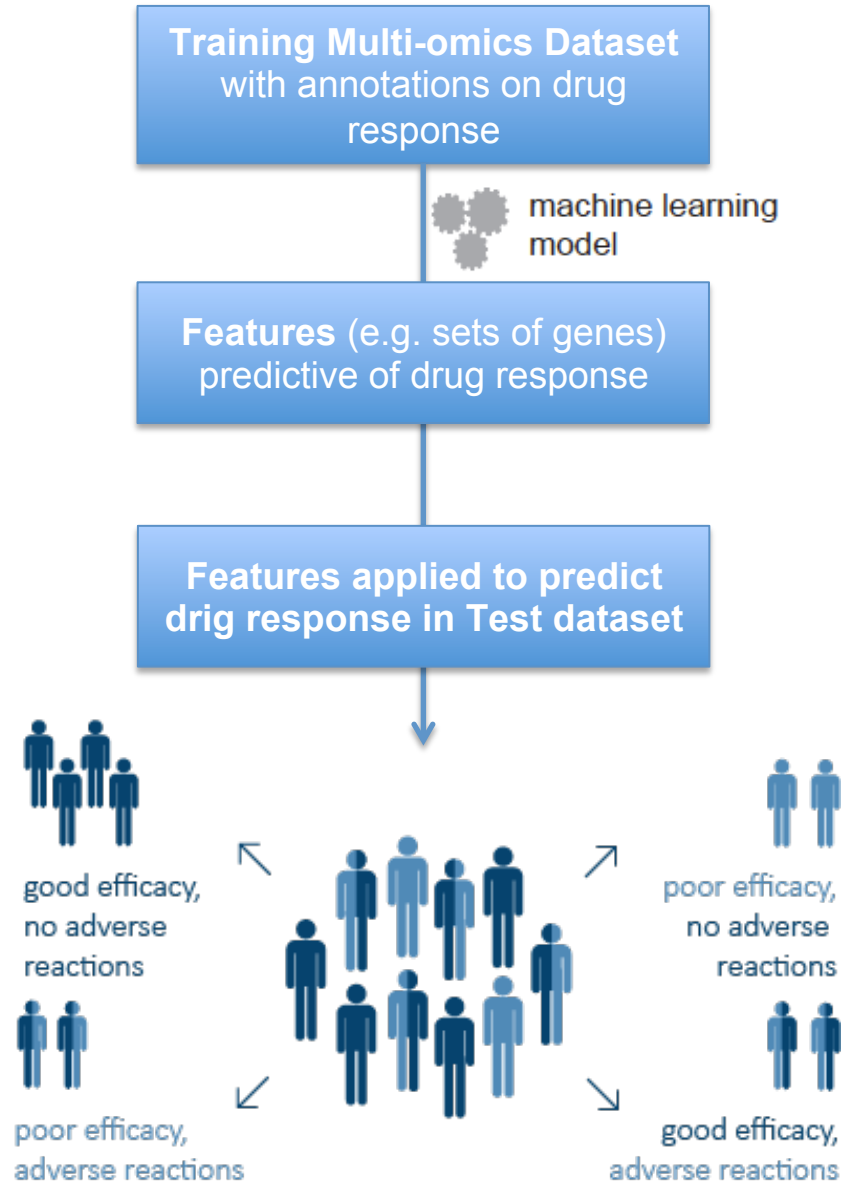 Training Multi-omics Dataset
with annotations on drug
response
machine learning
model
Features (e.g. sets of genes)
predictive of drug response
Features applied to predict
drig response in Test dataset
good efficacy,
no adverse
reactions
poor efficacy,
no adverse
reactions
poor efficacy,
adverse reactions
good efficacy,
adverse reactions